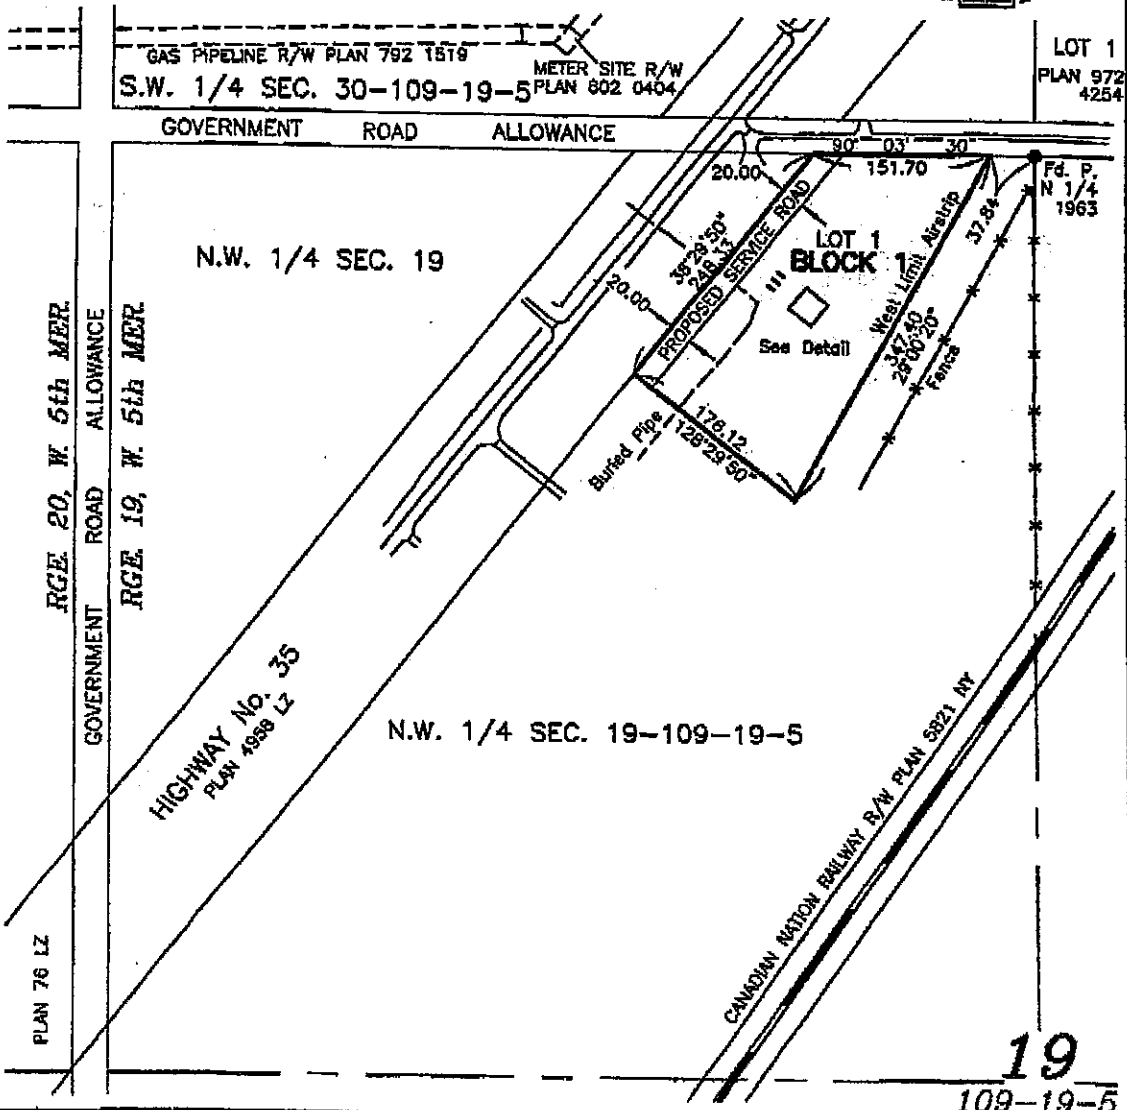 GAS PIPELINE R/W PLAN 792 1519
METER SITE R/W
PLAN 802 0404
S.W. 1/4 SEC. 30-109-19-5
LOT 1
PLAN 972
4254
GOVERNMENT ROAD ALLOWANCE
90° 03' 30"
151.70
20.00
Fd. P.
N 1/4
1963
N.W. 1/4 SEC. 19
38°29'50"
248.33
20.00
PROPOSED SERVICE ROAD
LOT 1
BLOCK 1
See Detail
West Limit Airstrip
37.84
347.40
29°00'20"
Fence
176.12
128°29'50"
Buried Pipe
RGE. 20, W. 5th MER.
GOVERNMENT ROAD ALLOWANCE
RGE. 19, W. 5th MER.
HIGHWAY No. 35
PLAN 4958 LZ
N.W. 1/4 SEC. 19-109-19-5
CANADIAN NATION RAILWAY R/W PLAN 5821 NY
PLAN 76 LZ
19
109-19-5